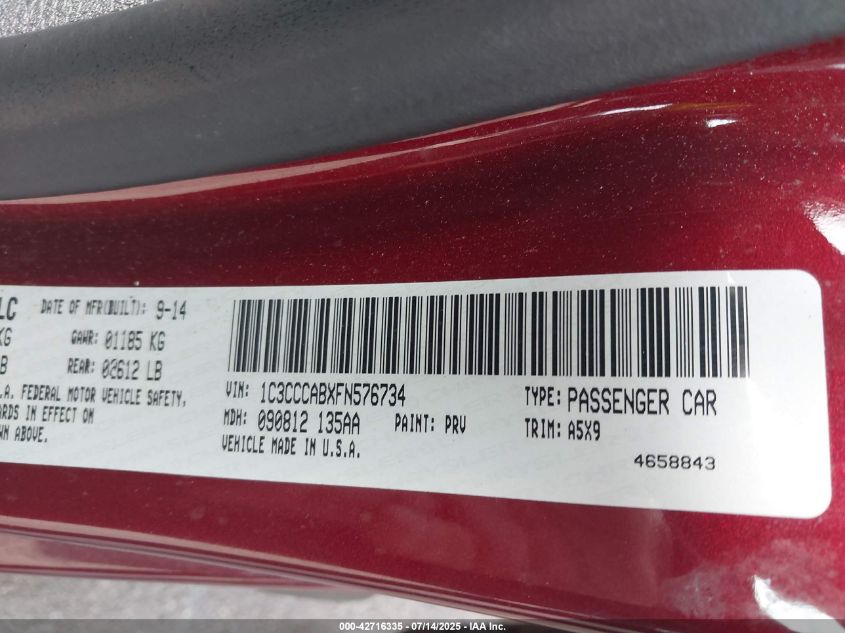 LC DATE OF MFR(BUILT): 9-14
KG GAWR: 01185 KG
B REAR: 02612 LB
.A. FEDERAL MOTOR VEHICLE SAFETY,
ARDS IN EFFECT ON
WN ABOVE.
VIN: 1C3CCCABXFN576734 TYPE: PASSENGER CAR
MDH: 090812 135AA PAINT: PRV TRIM: A5X9
VEHICLE MADE IN U.S.A.
4658843
000-42716335 - 07/14/2025 - IAA Inc.